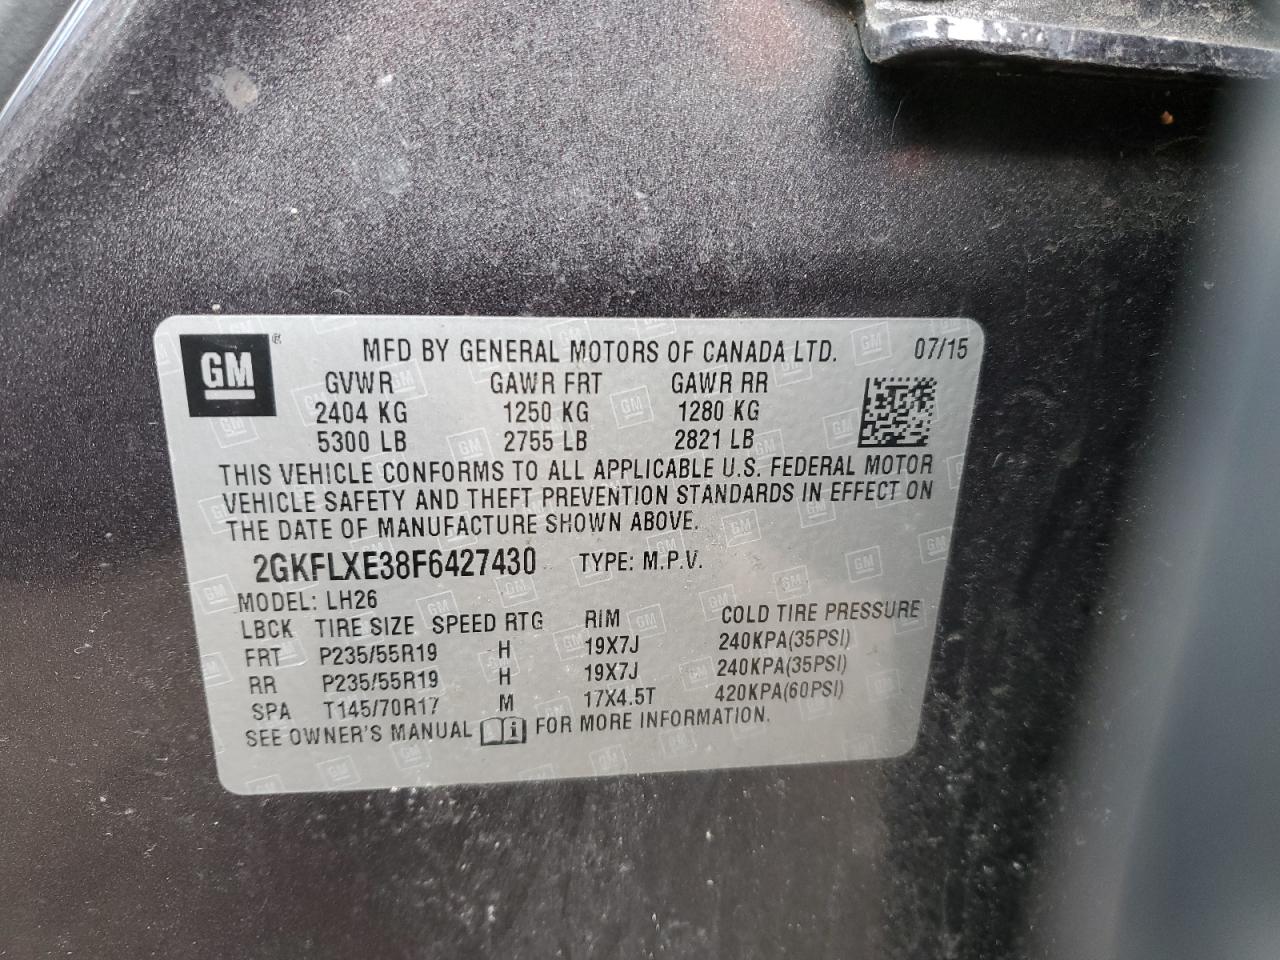 GM ® MFD BY GENERAL MOTORS OF CANADA LTD. 07/15
GVWR GAWR FRT GAWR RR
2404 KG 1250 KG 1280 KG
5300 LB 2755 LB 2821 LB
THIS VEHICLE CONFORMS TO ALL APPLICABLE U.S. FEDERAL MOTOR
VEHICLE SAFETY AND THEFT PREVENTION STANDARDS IN EFFECT ON
THE DATE OF MANUFACTURE SHOWN ABOVE.
2GKFLXE38F6427430 TYPE: M.P.V.
MODEL: LH26
LBCK TIRE SIZE SPEED RTG RIM COLD TIRE PRESSURE
FRT P235/55R19 H 19X7J 240KPA(35PSI)
RR P235/55R19 H 19X7J 240KPA(35PSI)
SPA T145/70R17 M 17X4.5T 420KPA(60PSI)
SEE OWNER'S MANUAL i FOR MORE INFORMATION.